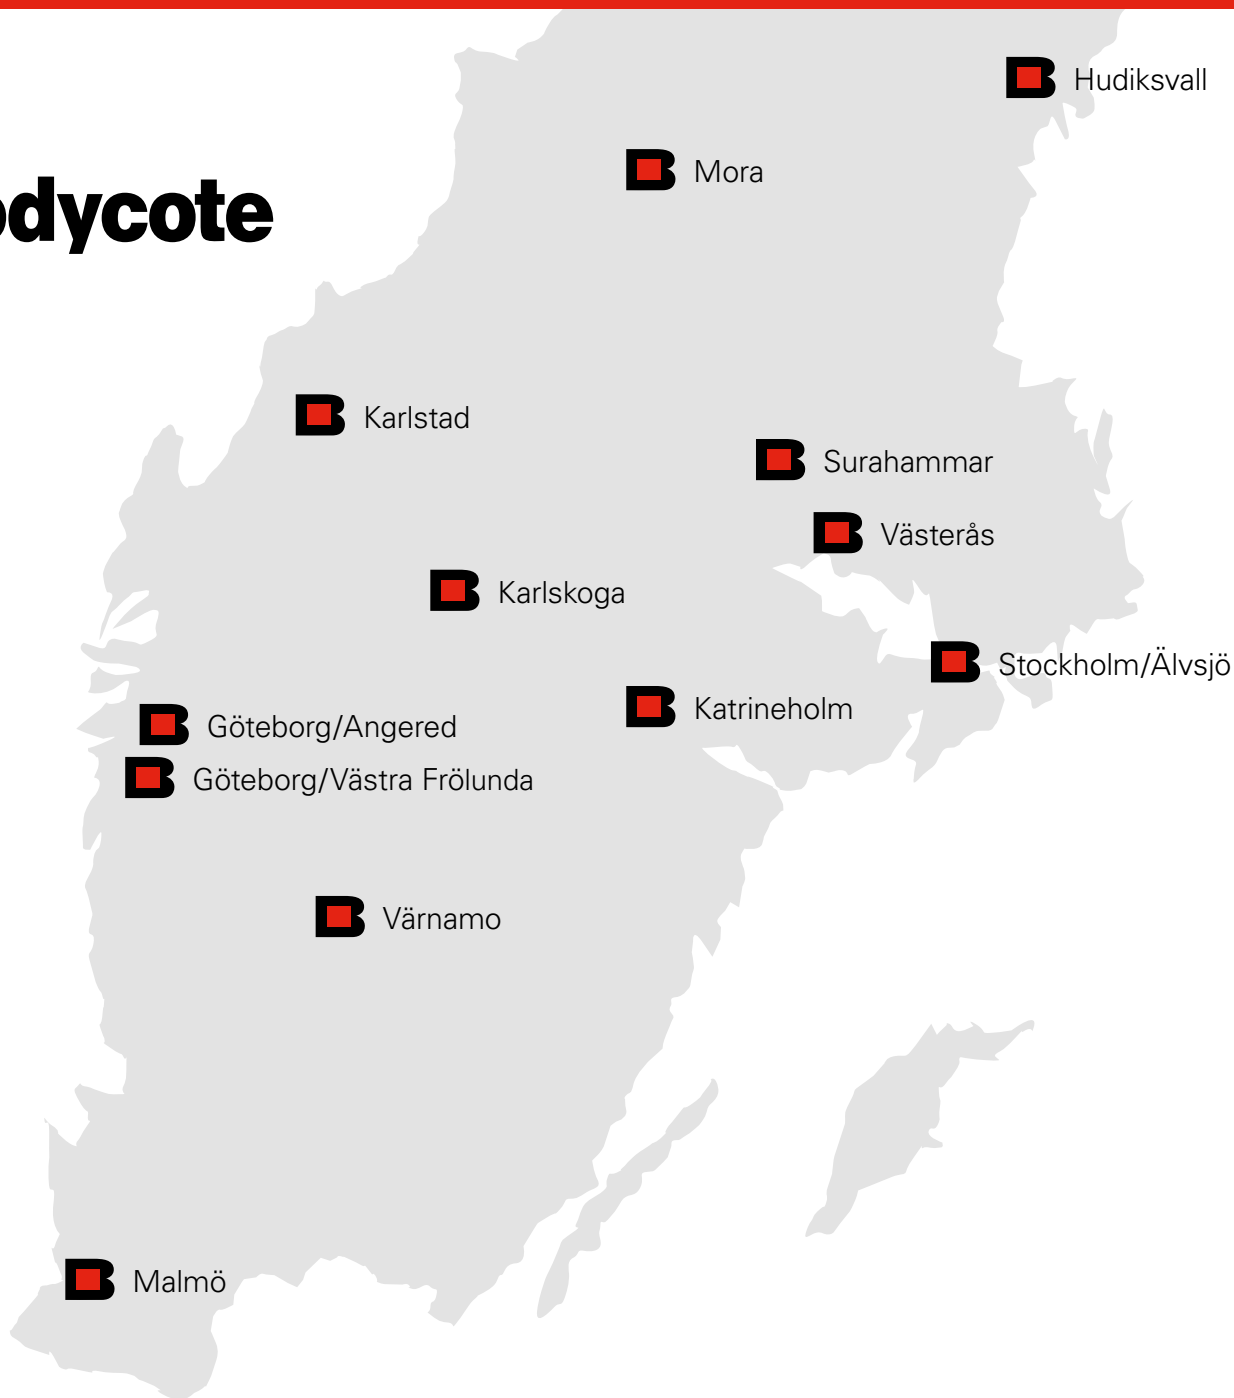 Hudiksvall
Mora
odycote
Karlstad
Surahammar
Västerås
Karlskoga
Stockholm/Älvsjö
Katrineholm
Göteborg/Angered
Göteborg/Västra Frölunda
Värnamo
Malmö